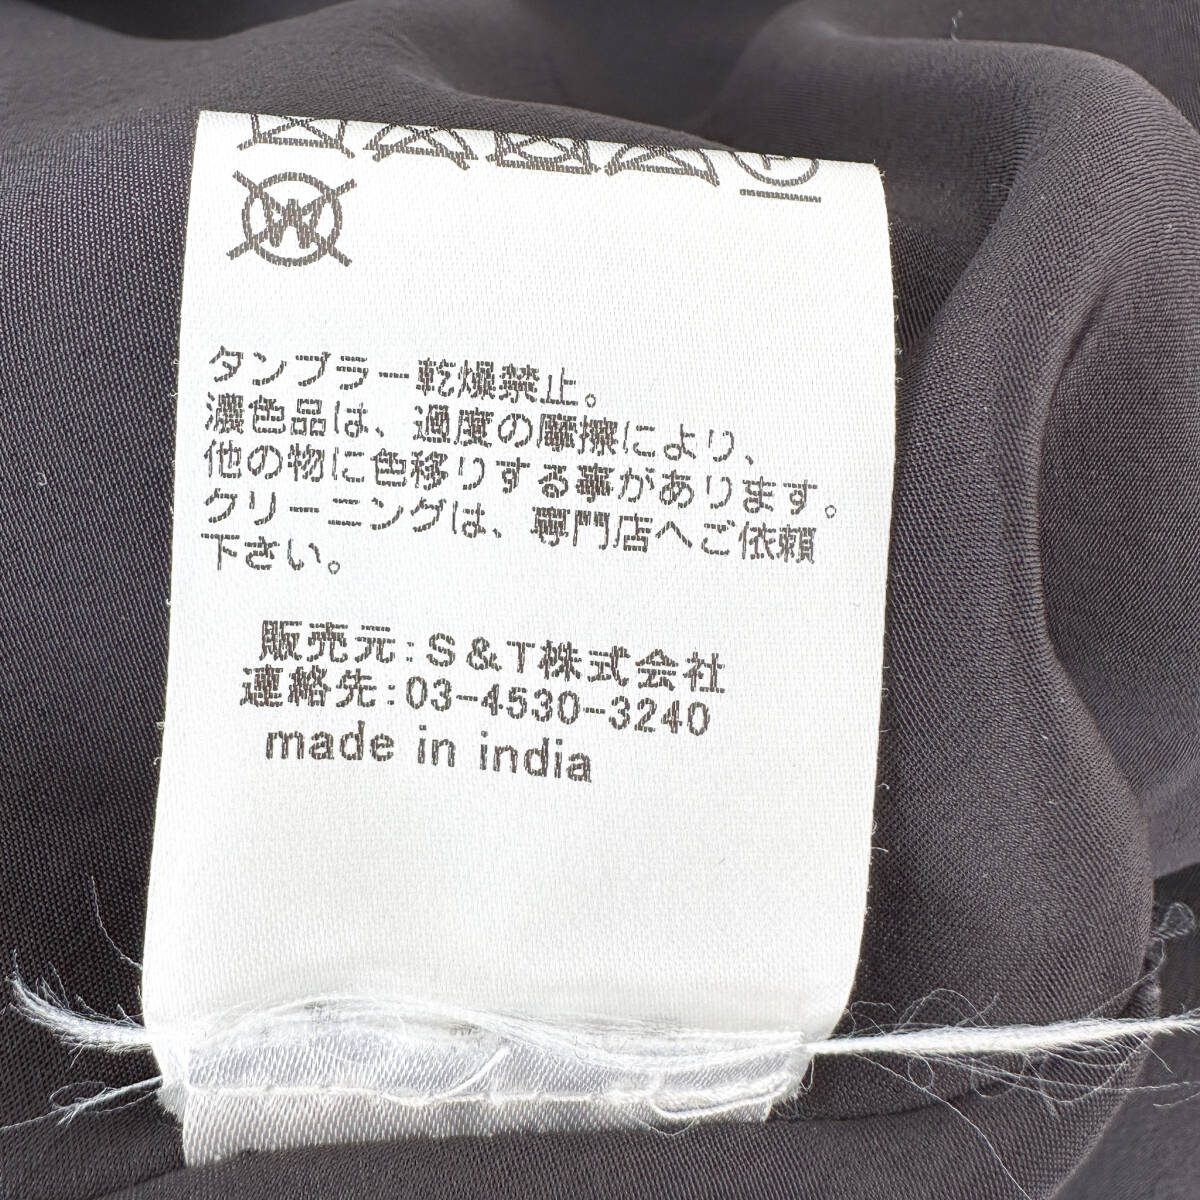 P
W
タンブラー乾燥禁止。
濃色品は、過度の摩擦により、
他の物に色移りする事があります。
クリーニングは、専門店へご依頼
下さい。
販売元:S&T株式会社
連絡先:03-4530-3240
made in india